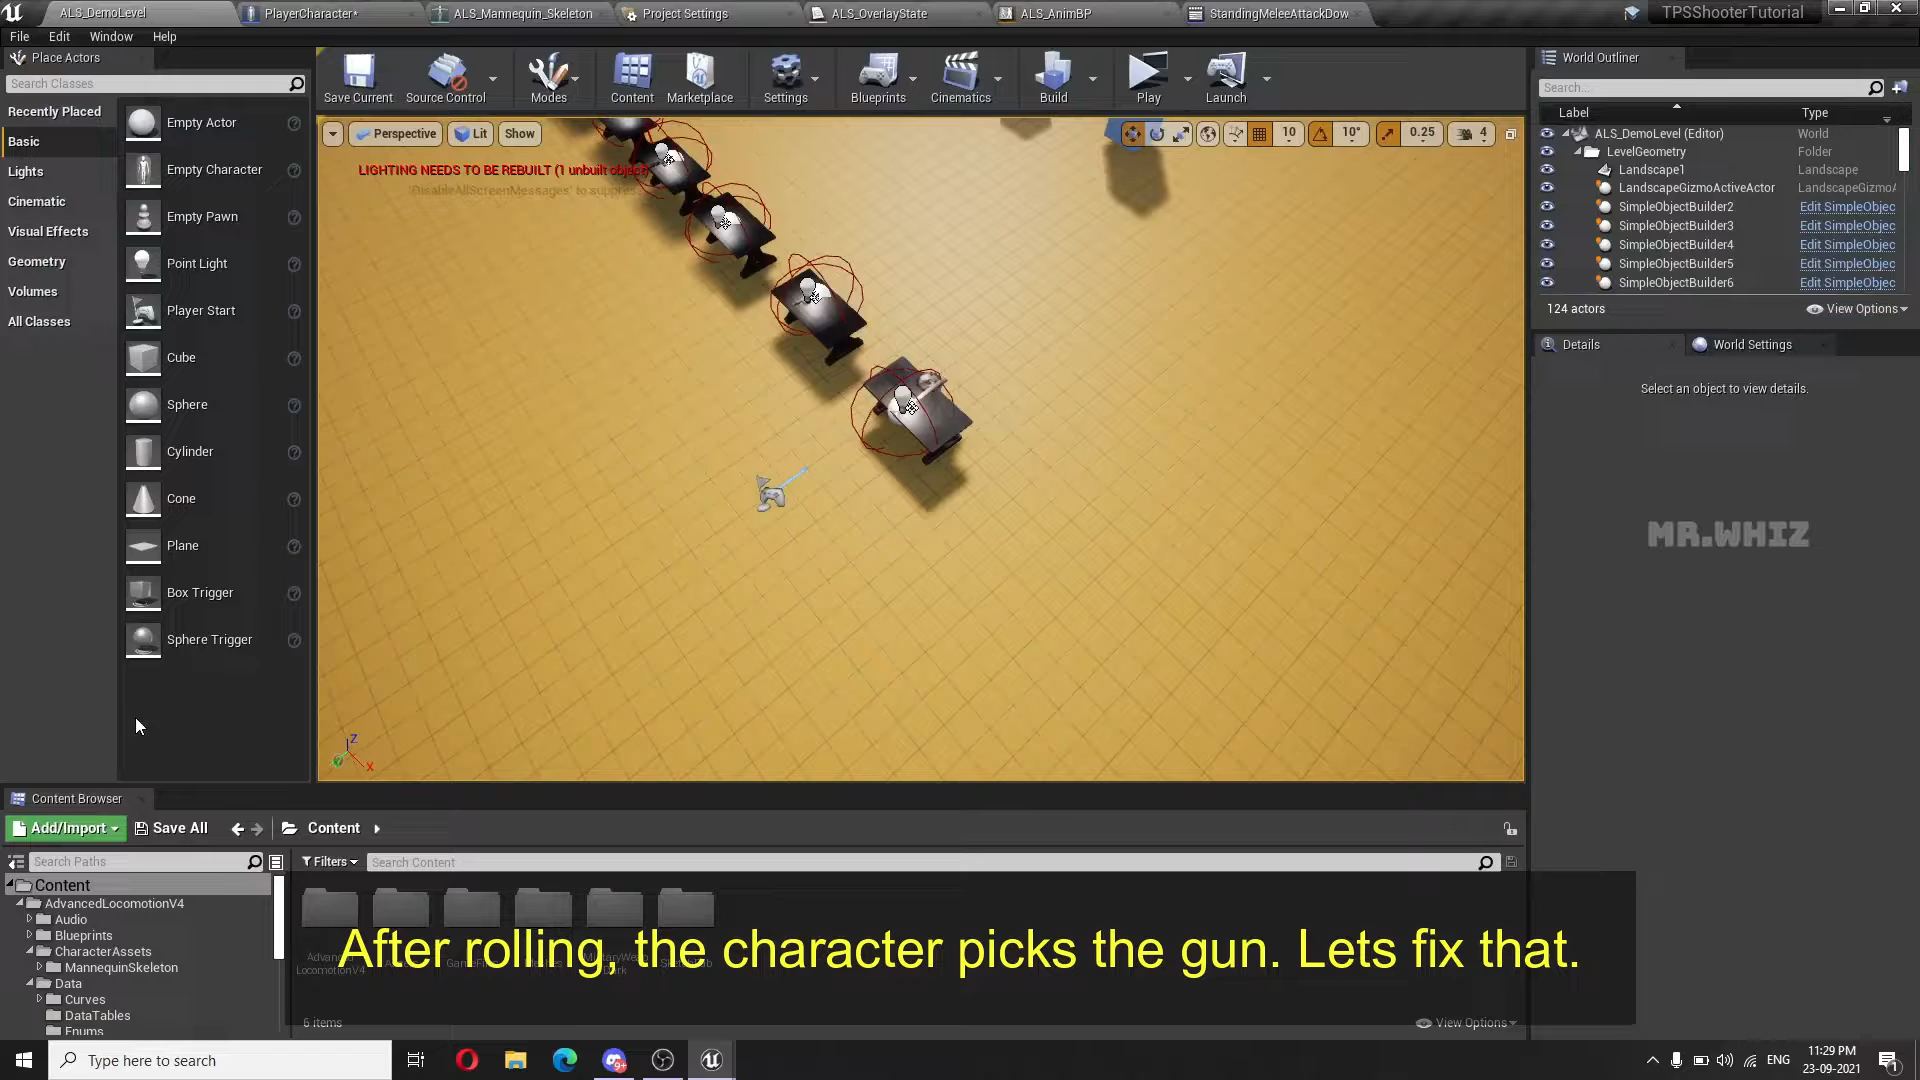 ALS_DemoLevel
PlayerCharacter*
ALS_Mannequin_Skeleton
Project Settings
ALS_OverlayState
ALS_AnimBP
StandingMeleeAttackDow
TPSShooterTutorial
File Edit Window Help
Place Actors
Search Classes
Recently Placed
Basic
Lights
Cinematic
Visual Effects
Geometry
Volumes
All Classes
Empty Actor
Empty Character
Empty Pawn
Point Light
Player Start
Cube
Sphere
Cylinder
Cone
Plane
Box Trigger
Sphere Trigger
Save Current
Source Control
Modes
Content
Marketplace
Settings
Blueprints
Cinematics
Build
Play
Launch
Perspective Lit Show
10 10° 0.25 4
LIGHTING NEEDS TO BE REBUILT (1 unbuilt object)
'DisableAllScreenMessages' to suppress
Z
X
World Outliner
Search...
Label Type
ALS_DemoLevel (Editor) World
LevelGeometry Folder
Landscape1 Landscape
LandscapeGizmoActiveActor LandscapeGizmoA
SimpleObjectBuilder2 Edit SimpleObjec
SimpleObjectBuilder3 Edit SimpleObjec
SimpleObjectBuilder4 Edit SimpleObjec
SimpleObjectBuilder5 Edit SimpleObjec
SimpleObjectBuilder6 Edit SimpleObjec
124 actors View Options
Details World Settings
Select an object to view details.
MR.WHIZ
Content Browser
Add/Import Save All Content
Search Paths
Filters Search Content
Content
AdvancedLocomotionV4
Audio
Blueprints
CharacterAssets
MannequinSkeleton
Data
Curves
DataTables
Enums
After rolling, the character picks the gun. Lets fix that.
6 items View Options
Type here to search
9+
ENG
11:29 PM
23-09-2021
1